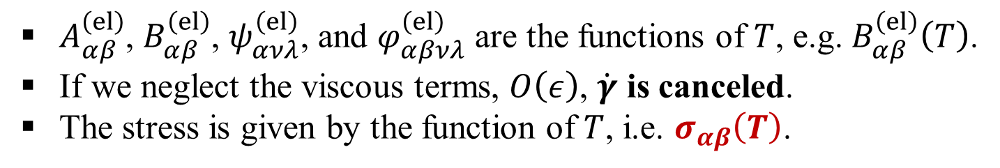 ▪ $A_{\alpha\beta}^{(\mathrm{el})}$, $B_{\alpha\beta}^{(\mathrm{el})}$, $\psi_{\alpha\nu\lambda}^{(\mathrm{el})}$, and $\varphi_{\alpha\beta\nu\lambda}^{(\mathrm{el})}$ are the functions of $T$, e.g. $B_{\alpha\beta}^{(\mathrm{el})}(T)$.
▪ If we neglect the viscous terms, $O(\epsilon)$, $\dot{\boldsymbol{\gamma}}$ **is canceled**.
▪ The stress is given by the function of $T$, i.e. $\boldsymbol{\sigma_{\alpha\beta}(T)}$.